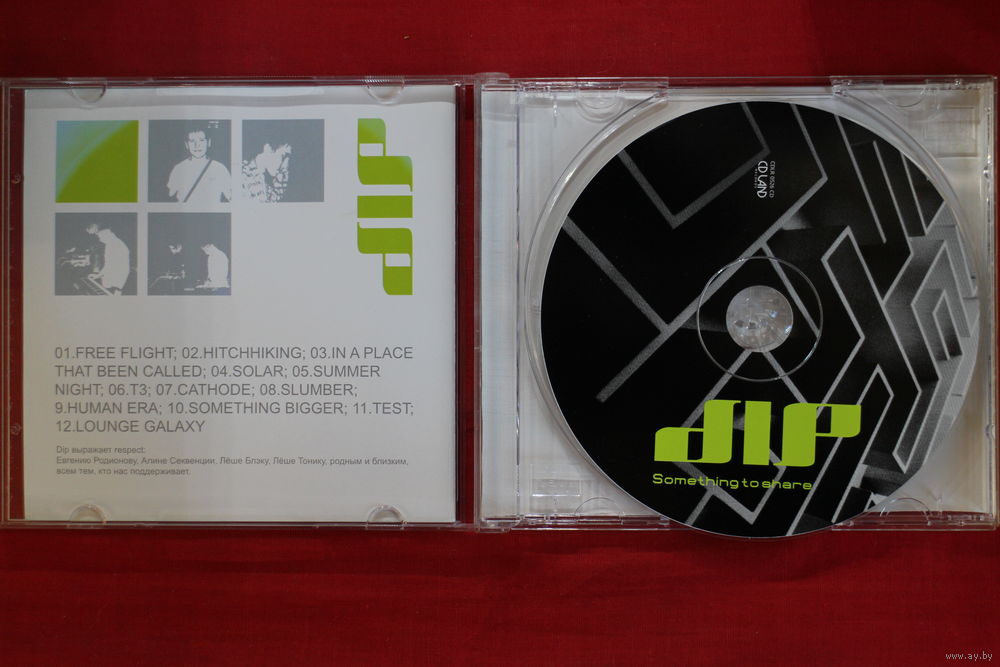 dip
01.FREE FLIGHT; 02.HITCHHIKING; 03.IN A PLACE
THAT BEEN CALLED; 04.SOLAR; 05.SUMMER
NIGHT; 06.T3; 07.CATHODE; 08.SLUMBER;
9.HUMAN ERA; 10.SOMETHING BIGGER; 11.TEST;
12.LOUNGE GALAXY
Dip выражает respect:
Евгению Родионову, Алине Секвенции, Лёше Блэку, Лёше Тонику, родным и близким,
всем тем, кто нас поддерживает.
CDLR 0526 CD
CD LAND
dip
Something to share
www.ay.by